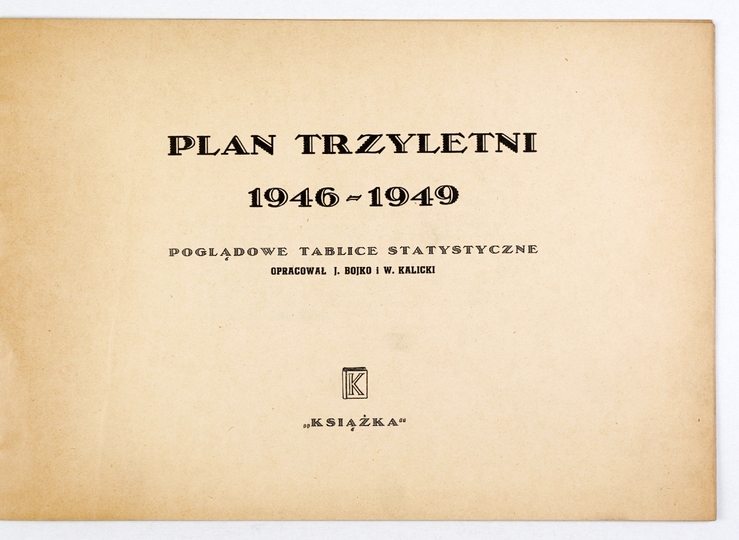 PLAN TRZYLETNI
1946-1949
POGLĄDOWE TABLICE STATYSTYCZNE
OPRACOWAŁ J. BOJKO i W. KALICKI
K
„KSIĄŻKA“